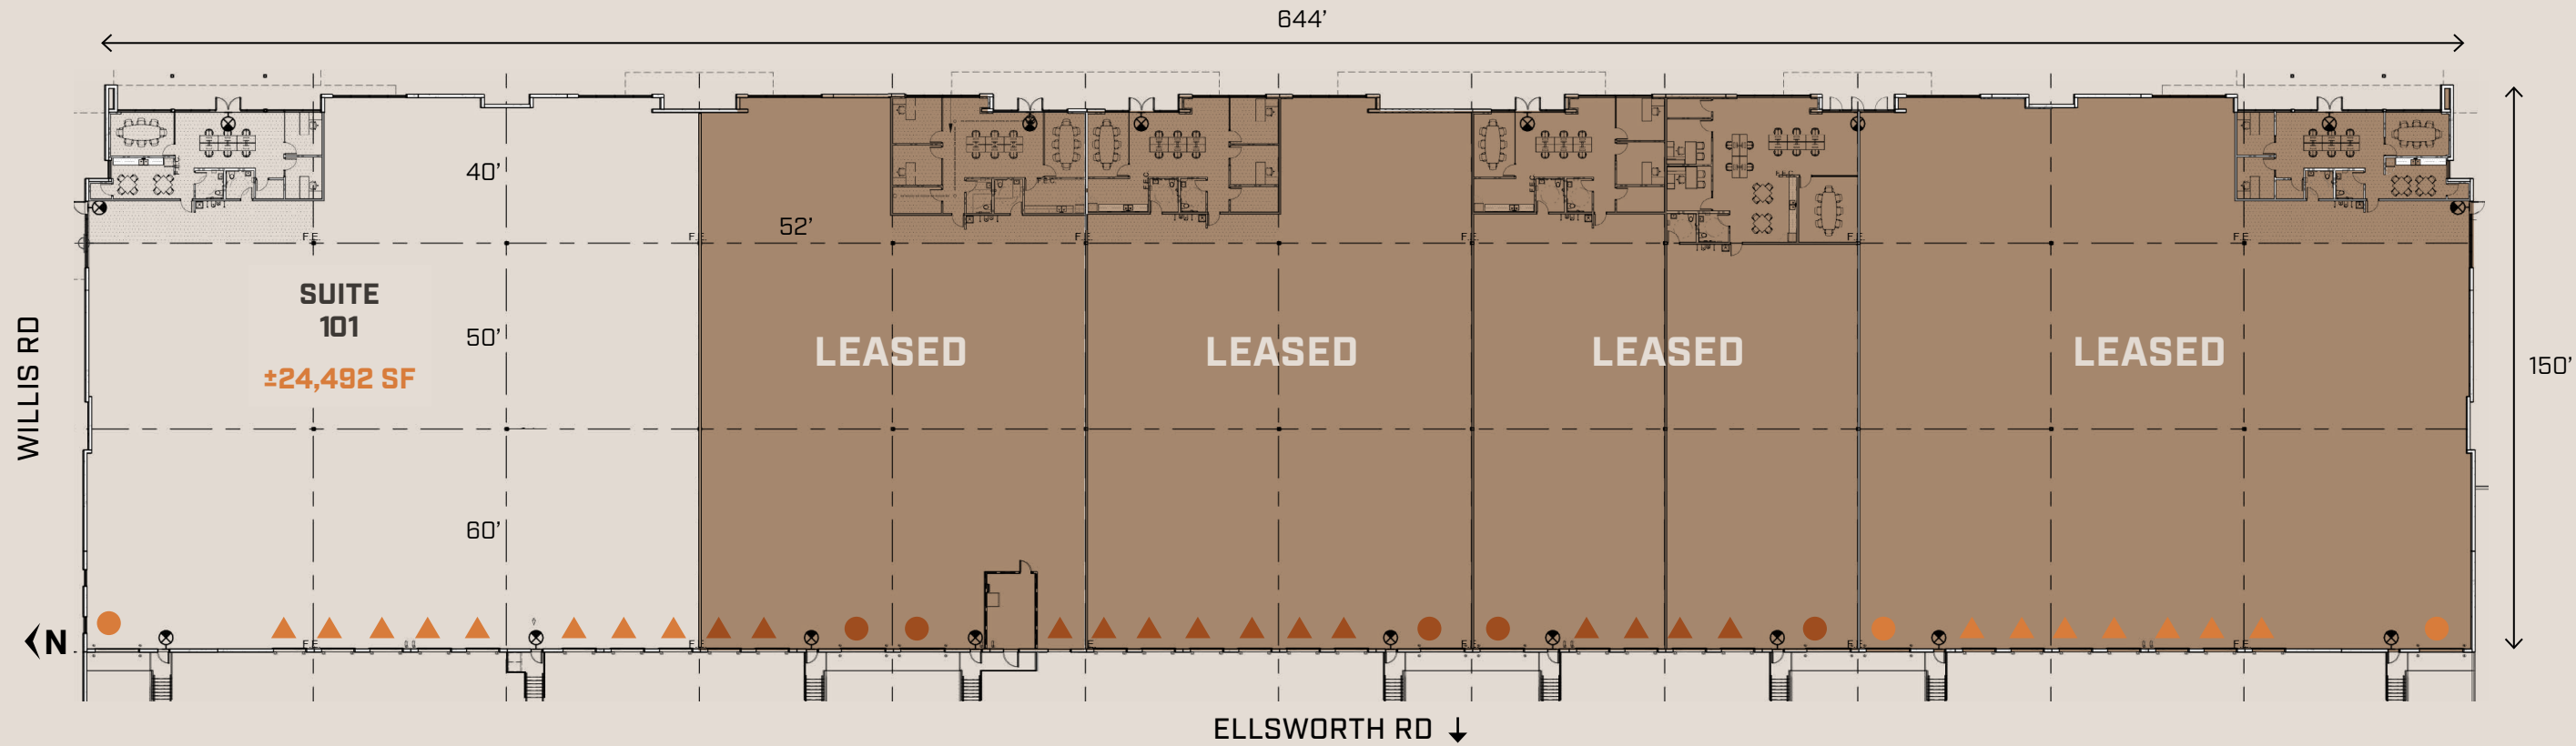 644’
40’
52’
F.E.
F.E.
F.E.
F.E.
F.E.
F.E.
SUITE
101
±24,492 SF
50’
LEASED
LEASED
LEASED
LEASED
150’
WILLIS RD
60’
N
F.E.
F.E.
F.E.
F.E.
F.E.
ELLSWORTH RD